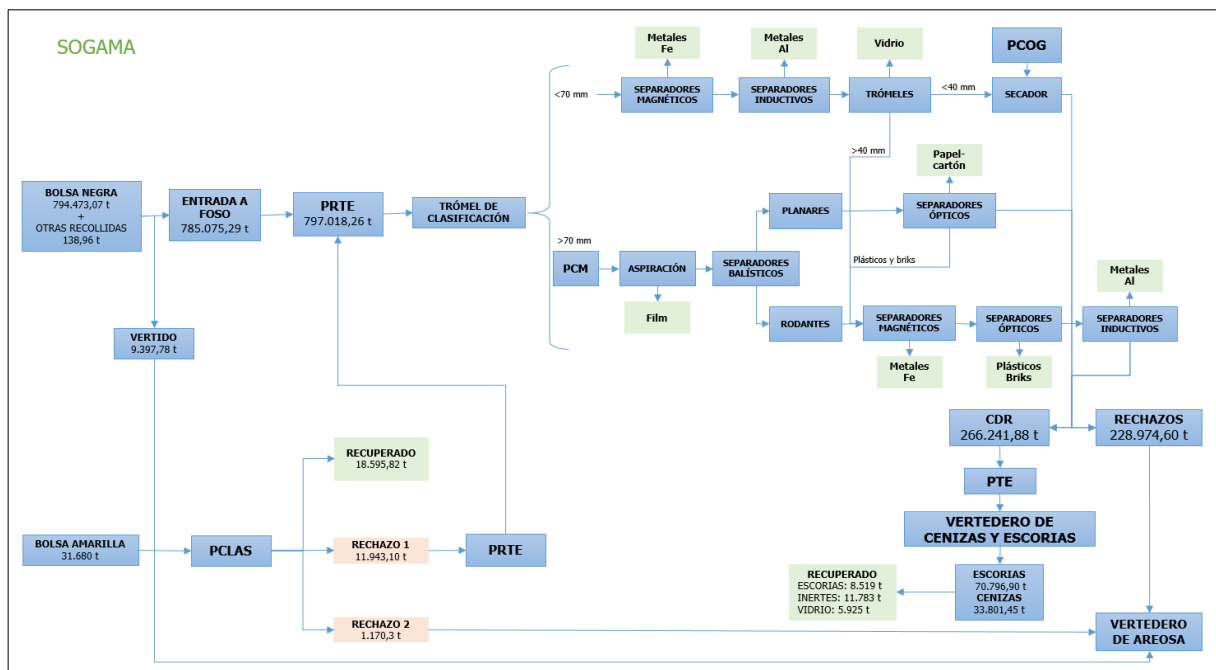 SOGAMA
Metales
Fe
Metales
Al
Vidrio
PCOG
<70 mm
SEPARADORES
MAGNÉTICOS
SEPARADORES
INDUCTIVOS
TRÓMELES
<40 mm
SECADOR
>40 mm
Papel-
cartón
BOLSA NEGRA
794.473,07 t
+
OTRAS RECOLLIDAS
138,96 t
ENTRADA A
FOSO
785.075,29 t
PRTE
797.018,26 t
TRÓMEL DE
CLASIFICACIÓN
PLANARES
SEPARADORES
ÓPTICOS
>70 mm
PCM
ASPIRACIÓN
SEPARADORES
BALÍSTICOS
Plásticos y briks
Metales
Al
Film
RODANTES
SEPARADORES
MAGNÉTICOS
SEPARADORES
ÓPTICOS
SEPARADORES
INDUCTIVOS
VERTIDO
9.397,78 t
Metales
Fe
Plásticos
Briks
CDR
266.241,88 t
RECHAZOS
228.974,60 t
RECUPERADO
18.595,82 t
PTE
VERTEDERO DE
CENIZAS Y ESCORIAS
BOLSA AMARILLA
31.680 t
PCLAS
RECHAZO 1
11.943,10 t
PRTE
RECUPERADO
ESCORIAS: 8.519 t
INERTES: 11.783 t
VIDRIO: 5.925 t
ESCORIAS
70.796,90 t
CENIZAS
33.801,45 t
RECHAZO 2
1.170,3 t
VERTEDERO
DE AREOSA